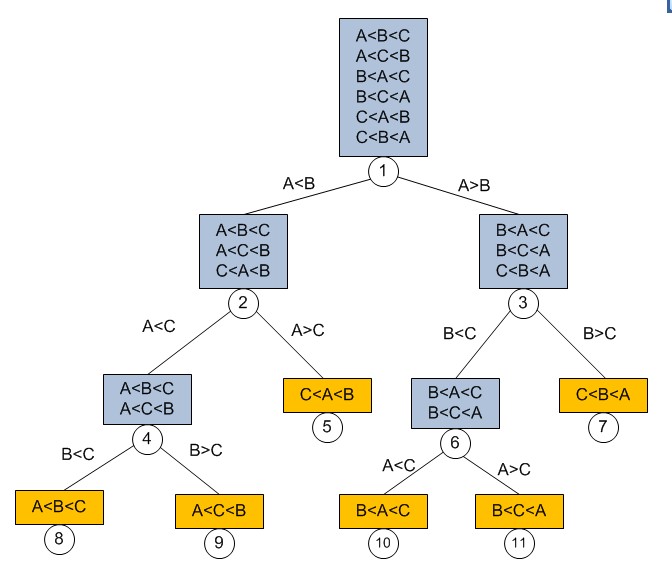 A<B<C
A<C<B
B<A<C
B<C<A
C<A<B
C<B<A
1
A<B
A>B
A<B<C
A<C<B
C<A<B
2
B<A<C
B<C<A
C<B<A
3
A<C
A>C
B<C
B>C
A<B<C
A<C<B
4
C<A<B
5
B<A<C
B<C<A
6
C<B<A
7
B<C
B>C
A<C
A>C
A<B<C
8
A<C<B
9
B<A<C
10
B<C<A
11